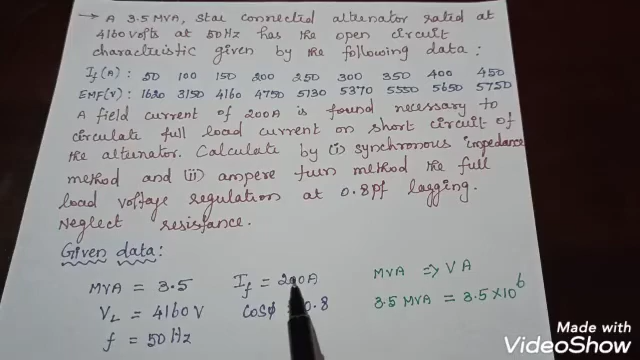 → A 3.5 MVA, star connected alternator rated at
4160 volts at 50Hz has the open circuit
characteristic given by the following data:
If(A): 50 100 150 200 250 300 350 400 450
EMF(V): 1620 3150 4160 4750 5130 5370 5550 5650 5750
A field current of 200A is found necessary to
circulate full load current on short circuit of
the alternator. Calculate by (i) synchronous impedance
method and (ii) ampere turn method the full
load voltage regulation at 0.8pf lagging.
Neglect resistance.
Given data:
MVA = 3.5 If = 200A MVA => VA
VL = 4160 V cosφ 0.8 3.5 MVA = 3.5 × 10^6
f = 50Hz
Made with
VideoShow